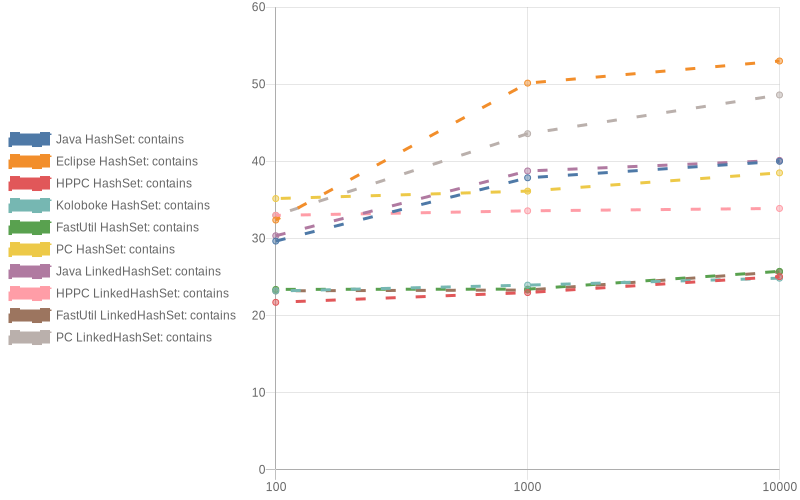 Java HashSet: contains
Eclipse HashSet: contains
HPPC HashSet: contains
Koloboke HashSet: contains
FastUtil HashSet: contains
PC HashSet: contains
Java LinkedHashSet: contains
HPPC LinkedHashSet: contains
FastUtil LinkedHashSet: contains
PC LinkedHashSet: contains
60
50
40
30
20
10
0
100 1000 10000